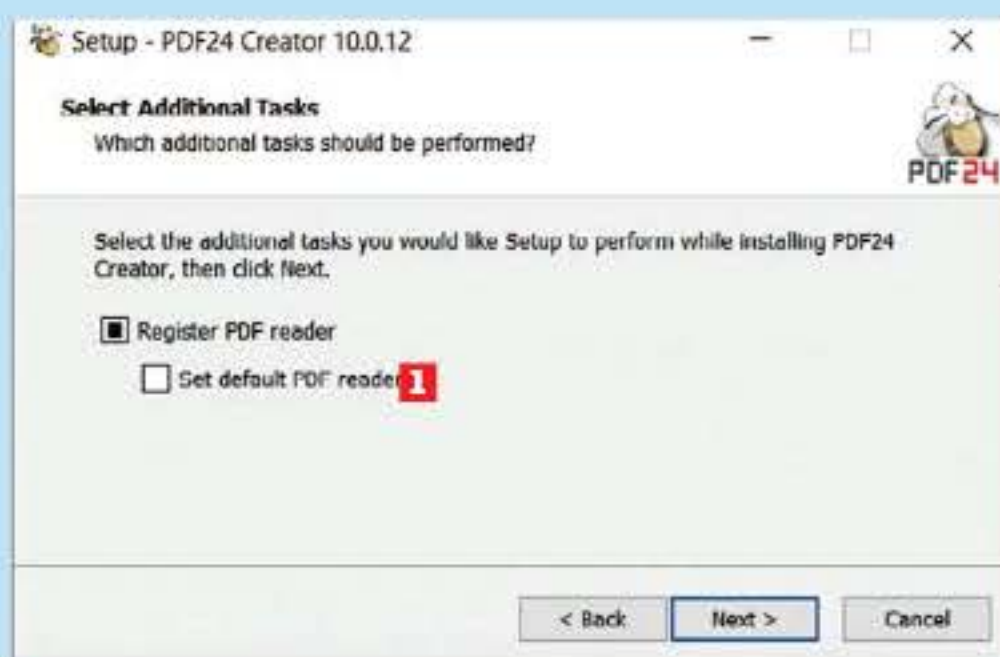 Setup - PDF24 Creator 10.0.12
Select Additional Tasks
Which additional tasks should be performed?
PDF24
Select the additional tasks you would like Setup to perform while installing PDF24
Creator, then click Next.
Register PDF reader
Set default PDF reader 1
< Back Next > Cancel